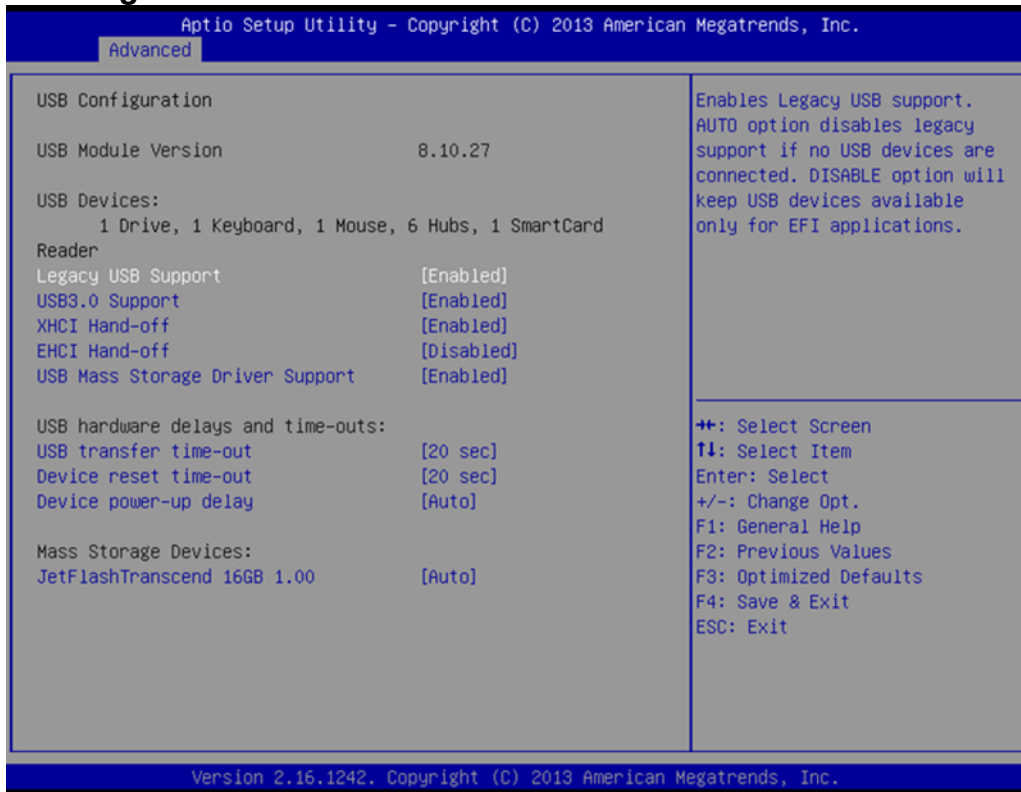 Aptio Setup Utility – Copyright (C) 2013 American Megatrends, Inc.
Advanced
USB Configuration
USB Module Version 8.10.27
USB Devices:
1 Drive, 1 Keyboard, 1 Mouse, 6 Hubs, 1 SmartCard
Reader
Legacy USB Support [Enabled]
USB3.0 Support [Enabled]
XHCI Hand-off [Enabled]
EHCI Hand-off [Disabled]
USB Mass Storage Driver Support [Enabled]
USB hardware delays and time-outs:
USB transfer time-out [20 sec]
Device reset time-out [20 sec]
Device power-up delay [Auto]
Mass Storage Devices:
JetFlashTranscend 16GB 1.00 [Auto]
Enables Legacy USB support.
AUTO option disables legacy
support if no USB devices are
connected. DISABLE option will
keep USB devices available
only for EFI applications.
→←: Select Screen
↑↓: Select Item
Enter: Select
+/-: Change Opt.
F1: General Help
F2: Previous Values
F3: Optimized Defaults
F4: Save & Exit
ESC: Exit
Version 2.16.1242. Copyright (C) 2013 American Megatrends, Inc.